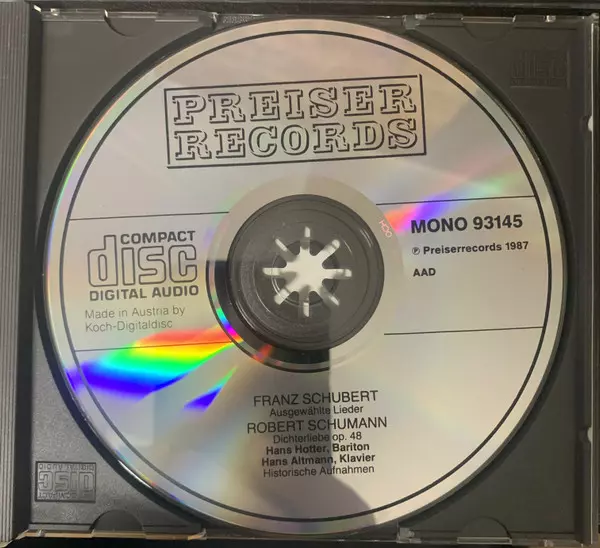 PREISER
RECORDS
COMPACT
disc
DIGITAL AUDIO
Made in Austria by
Koch-Digitaldisc
MONO 93145
℗ Preiserrecords 1987
AAD
FRANZ SCHUBERT
Ausgewählte Lieder
ROBERT SCHUMANN
Dichterliebe op. 48
Hans Hotter, Bariton
Hans Altmann, Klavier
Historische Aufnahmen